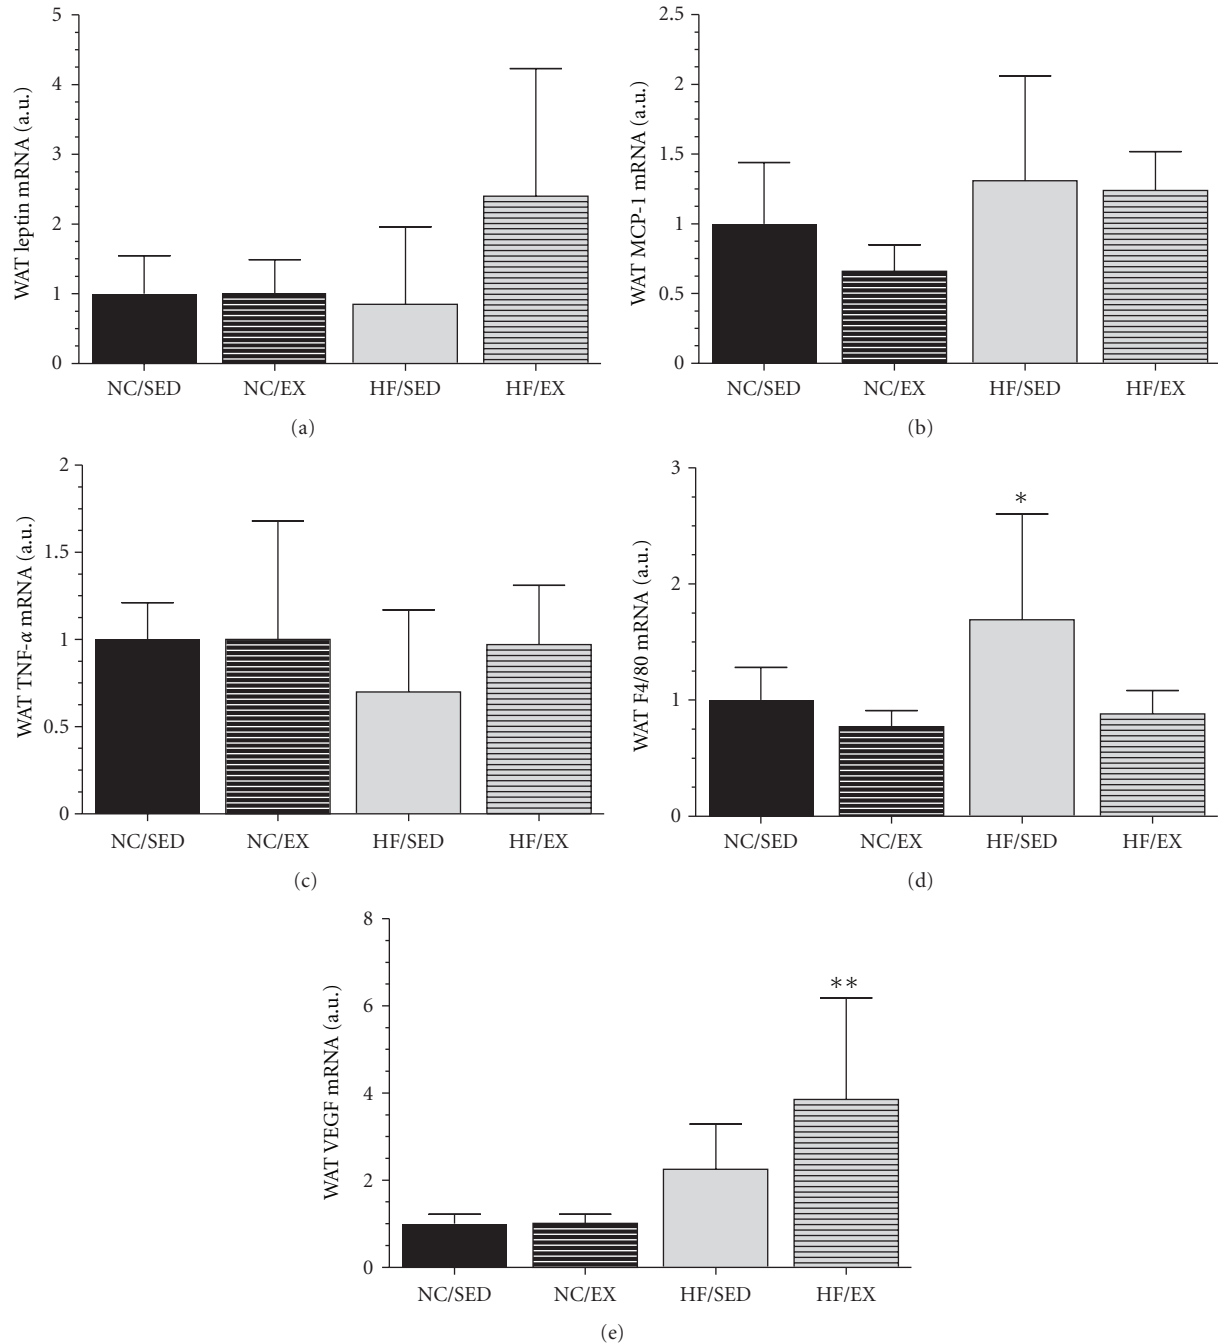 WAT leptin mRNA (a.u.)
5
4
3
2
1
0
NC/SED NC/EX HF/SED HF/EX
(a)
WAT MCP-1 mRNA (a.u.)
2.5
2
1.5
1
0.5
0
NC/SED NC/EX HF/SED HF/EX
(b)
WAT TNF-α mRNA (a.u.)
2
1.5
1
0.5
0
NC/SED NC/EX HF/SED HF/EX
(c)
WAT F4/80 mRNA (a.u.)
3
2
1
0
*
NC/SED NC/EX HF/SED HF/EX
(d)
WAT VEGF mRNA (a.u.)
8
6
4
2
0
**
NC/SED NC/EX HF/SED HF/EX
(e)